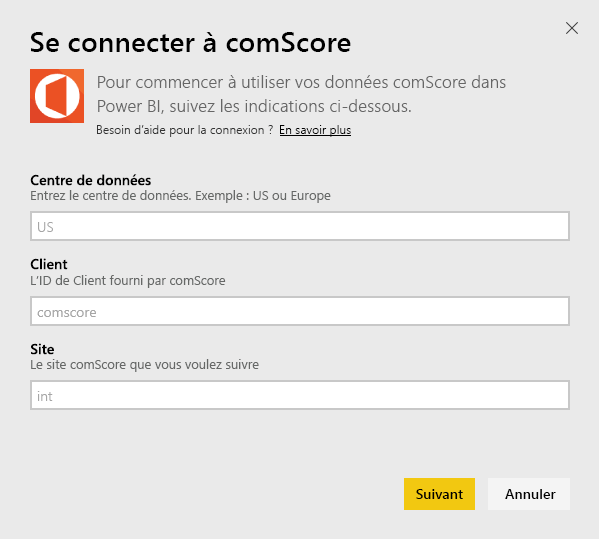 Se connecter à comScore
Pour commencer à utiliser vos données comScore dans
Power BI, suivez les indications ci-dessous.
Besoin d'aide pour la connexion ? En savoir plus
Centre de données
Entrez le centre de données. Exemple : US ou Europe
US
Client
L'ID de Client fourni par comScore
comscore
Site
Le site comScore que vous voulez suivre
int
Suivant Annuler